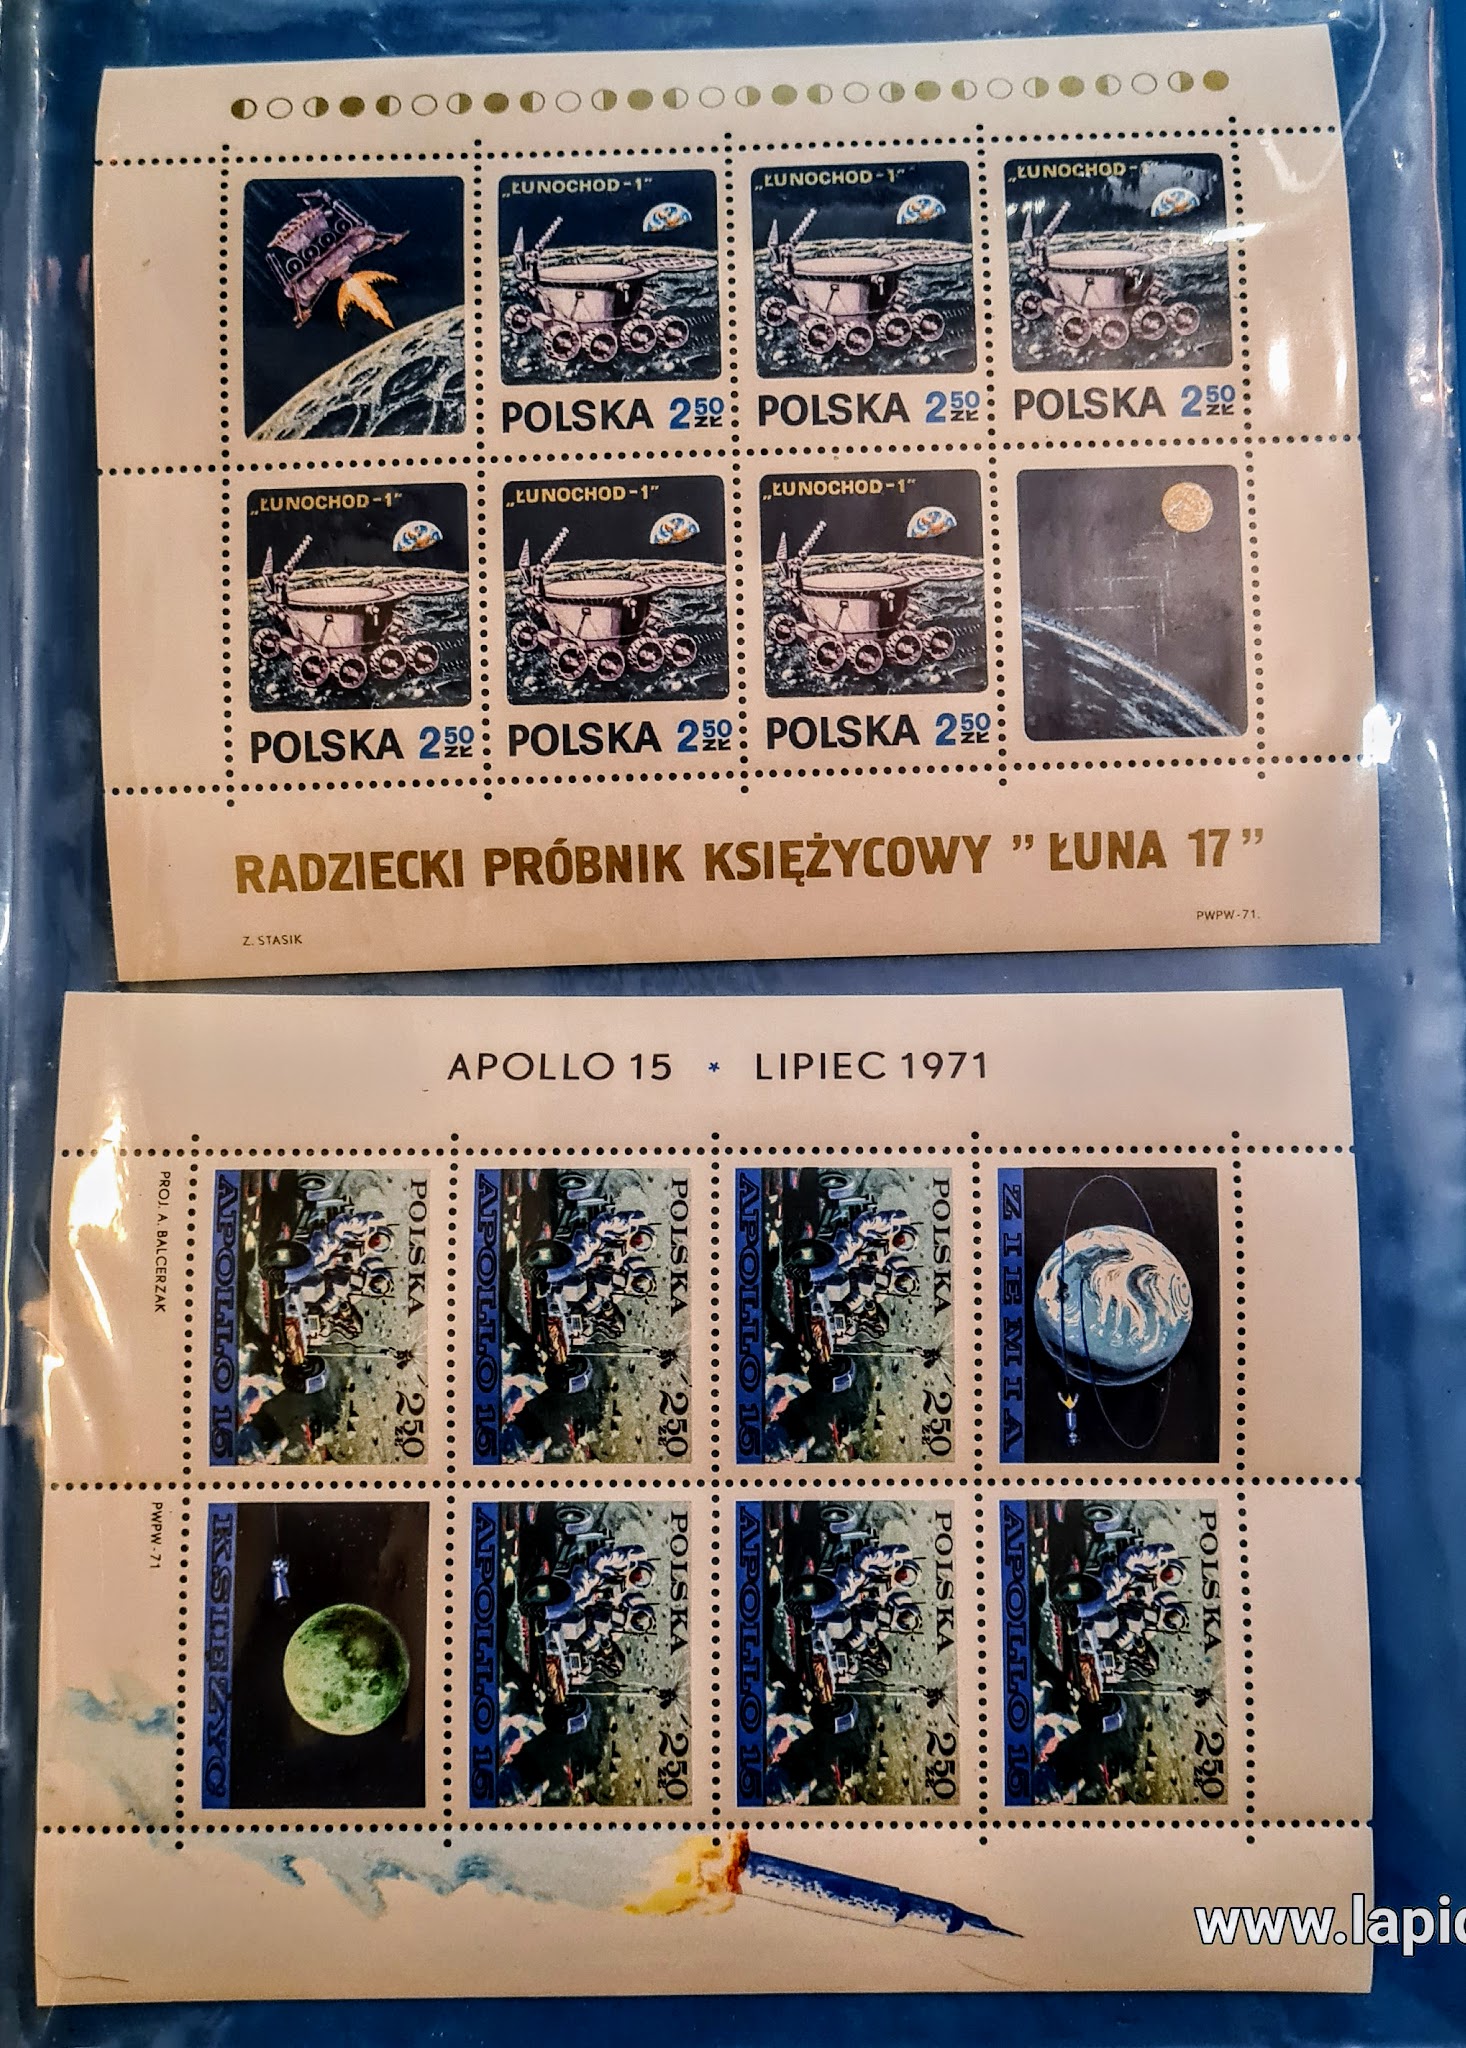 „ŁUNOCHOD-1” „ŁUNOCHOD-1” „ŁUNOCHOD-1”
POLSKA 2 50 ZŁ POLSKA 2 50 ZŁ POLSKA 2 50 ZŁ
„ŁUNOCHOD-1” „ŁUNOCHOD-1” „ŁUNOCHOD-1”
POLSKA 2 50 ZŁ POLSKA 2 50 ZŁ POLSKA 2 50 ZŁ
RADZIECKI PRÓBNIK KSIĘŻYCOWY ” ŁUNA 17 ”
Z. STASIK
PWPW-71.
APOLLO 15 * LIPIEC 1971
PROJ. A. BALCERZAK
POLSKA 2.50 ZŁ.
APOLLO 15
POLSKA 2.50 ZŁ.
APOLLO 15
POLSKA 2.50 ZŁ.
APOLLO 15
ZIEMIA
PWPW-71
KSIĘŻYC
POLSKA 2.50 ZŁ.
APOLLO 15
POLSKA 2.50 ZŁ.
APOLLO 15
POLSKA 2.50 ZŁ.
APOLLO 15